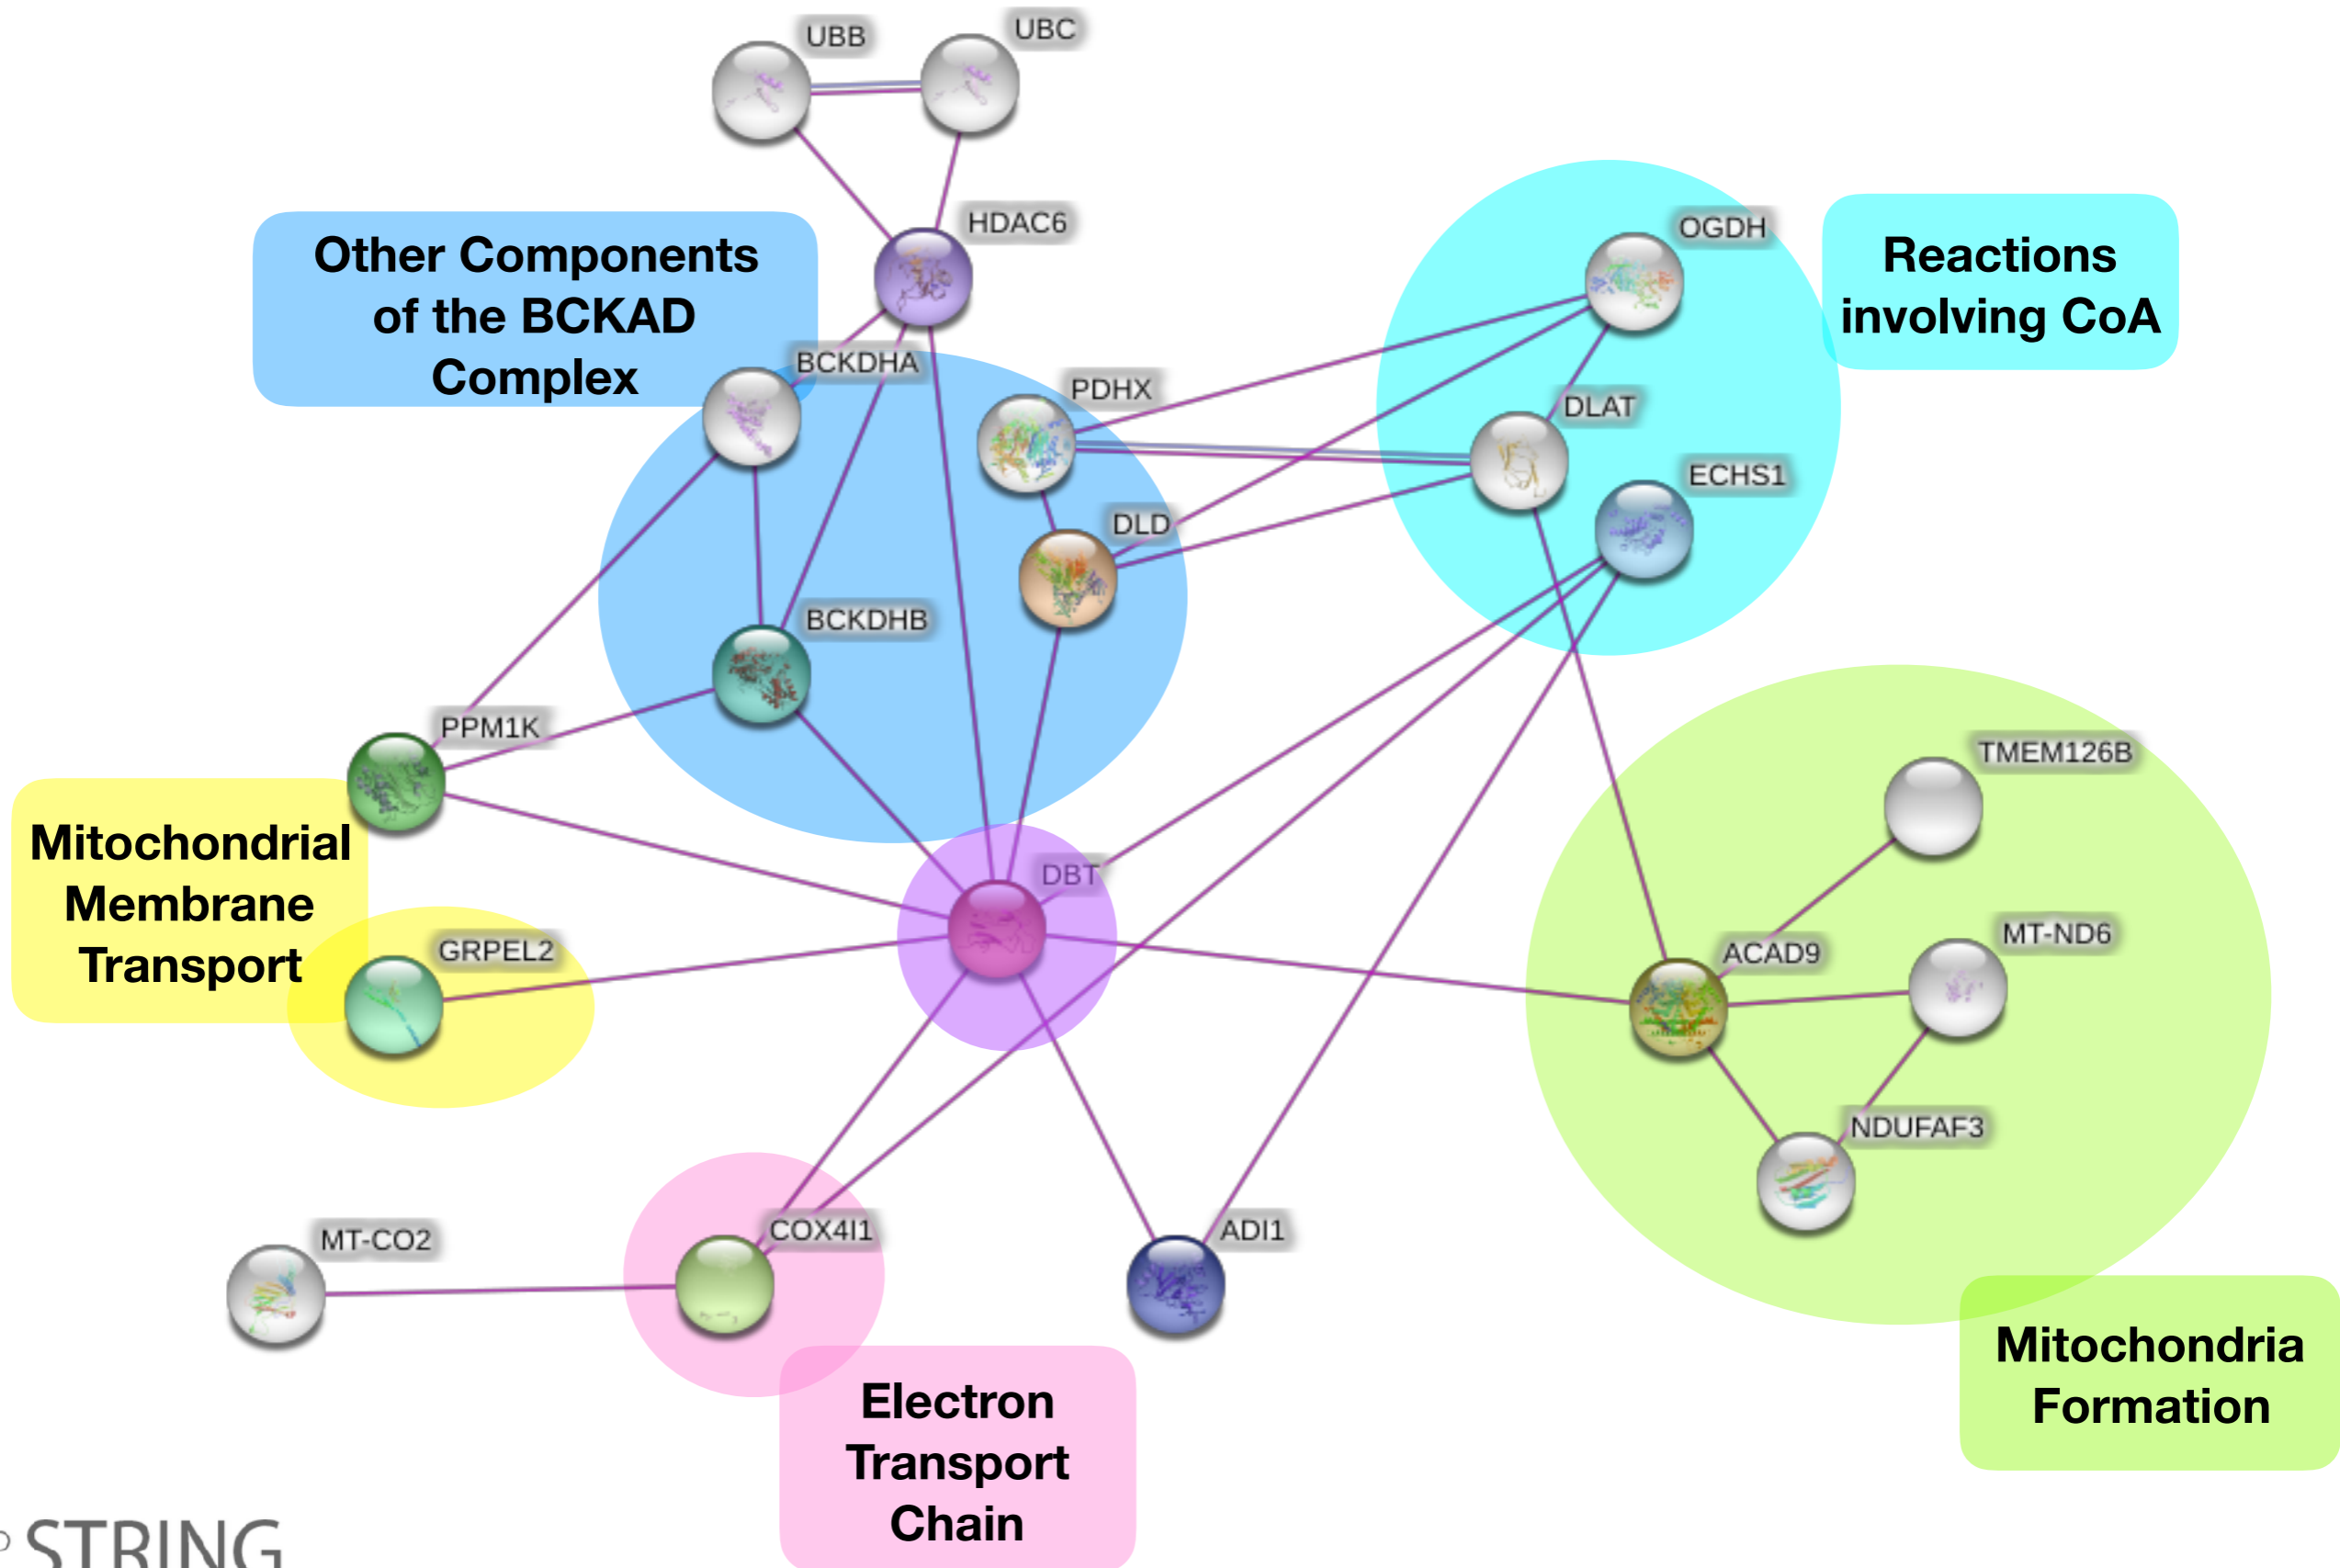 UBB
UBC
HDAC6
OGDH
Other Components
of the BCKAD
Complex
Reactions
involving CoA
BCKDHA
PDHX
DLAT
ECHS1
DLD
BCKDHB
PPM1K
TMEM126B
Mitochondrial
Membrane
Transport
DBT
GRPEL2
ACAD9
MT-ND6
NDUFAF3
MT-CO2
COX4I1
ADI1
Mitochondria
Formation
Electron
Transport
Chain
STRING